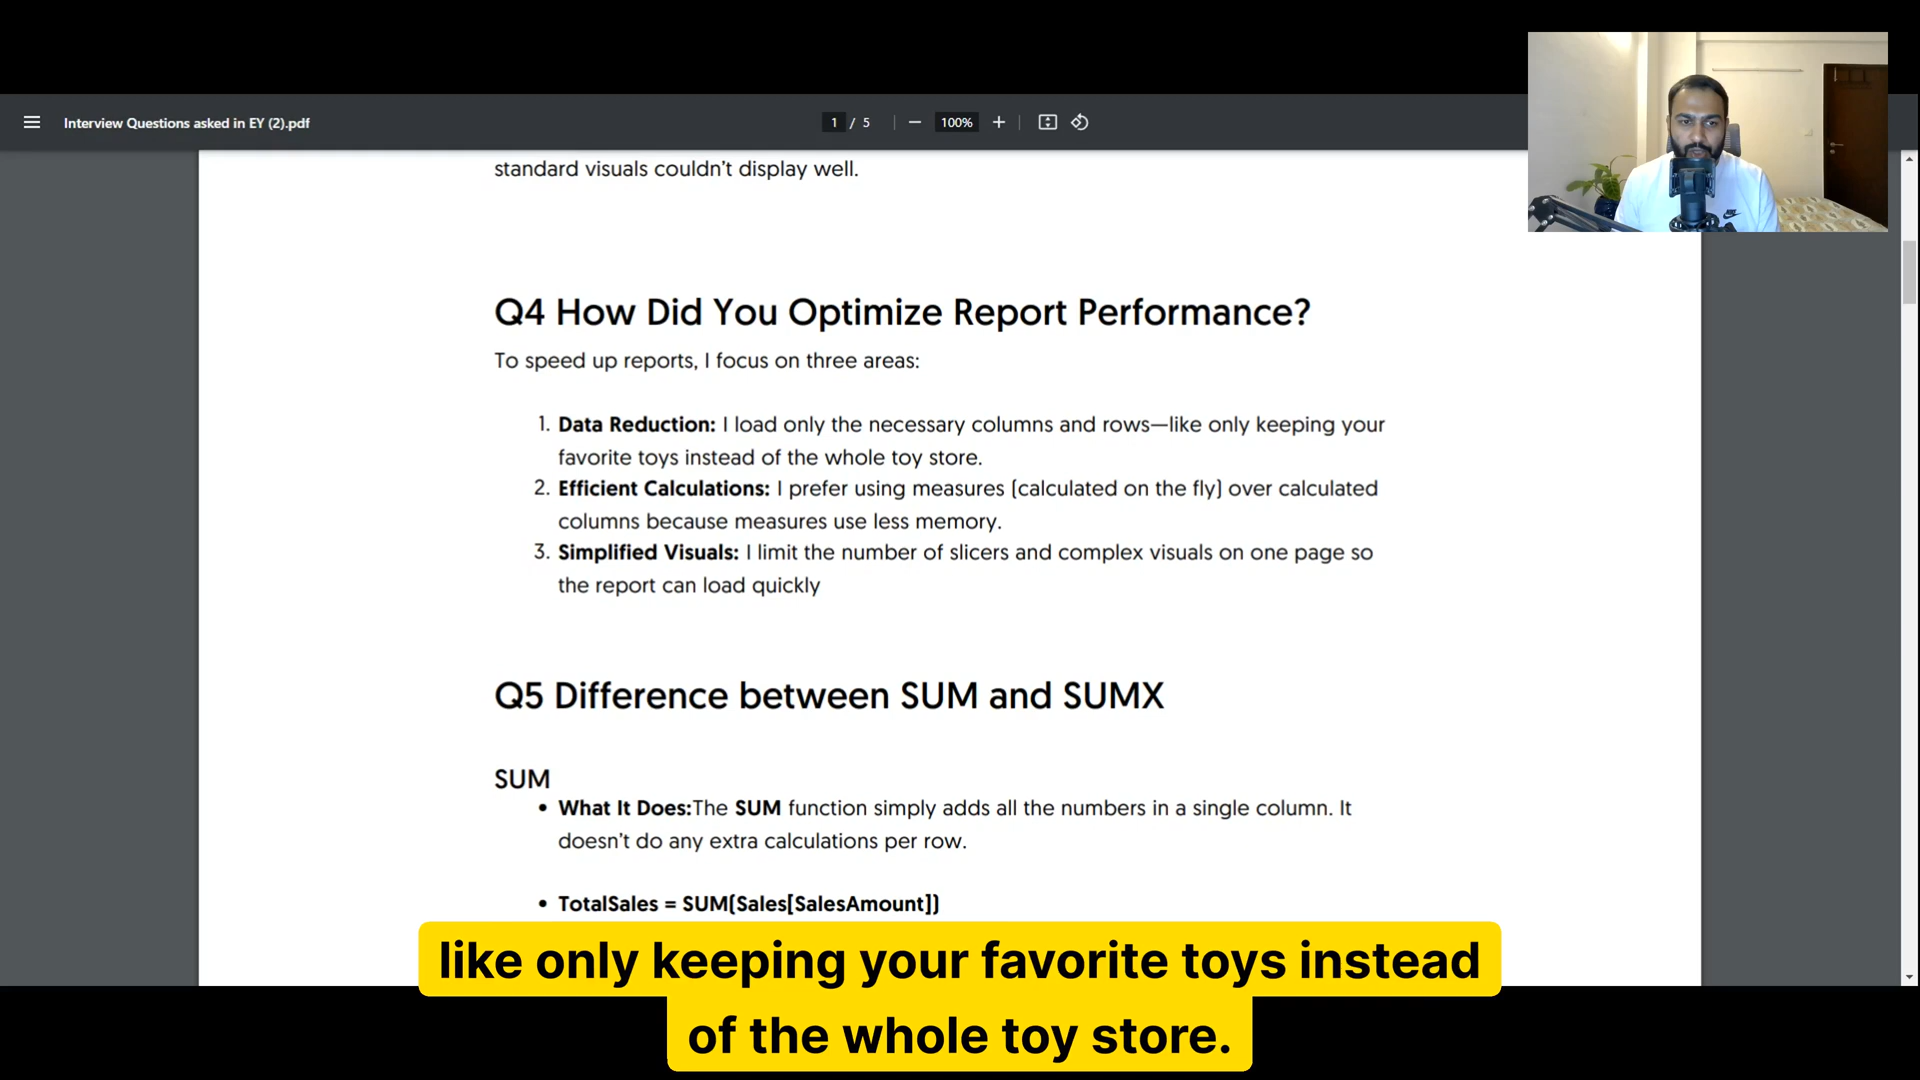 Interview Questions asked in EY (2).pdf
1 / 5
100%
standard visuals couldn't display well.
Q4 How Did You Optimize Report Performance?
To speed up reports, I focus on three areas:
1. Data Reduction: I load only the necessary columns and rows—like only keeping your
favorite toys instead of the whole toy store.
2. Efficient Calculations: I prefer using measures (calculated on the fly) over calculated
columns because measures use less memory.
3. Simplified Visuals: I limit the number of slicers and complex visuals on one page so
the report can load quickly
Q5 Difference between SUM and SUMX
SUM
• What It Does:The SUM function simply adds all the numbers in a single column. It
doesn't do any extra calculations per row.
• TotalSales = SUM(Sales[SalesAmount])
like only keeping your favorite toys instead
of the whole toy store.